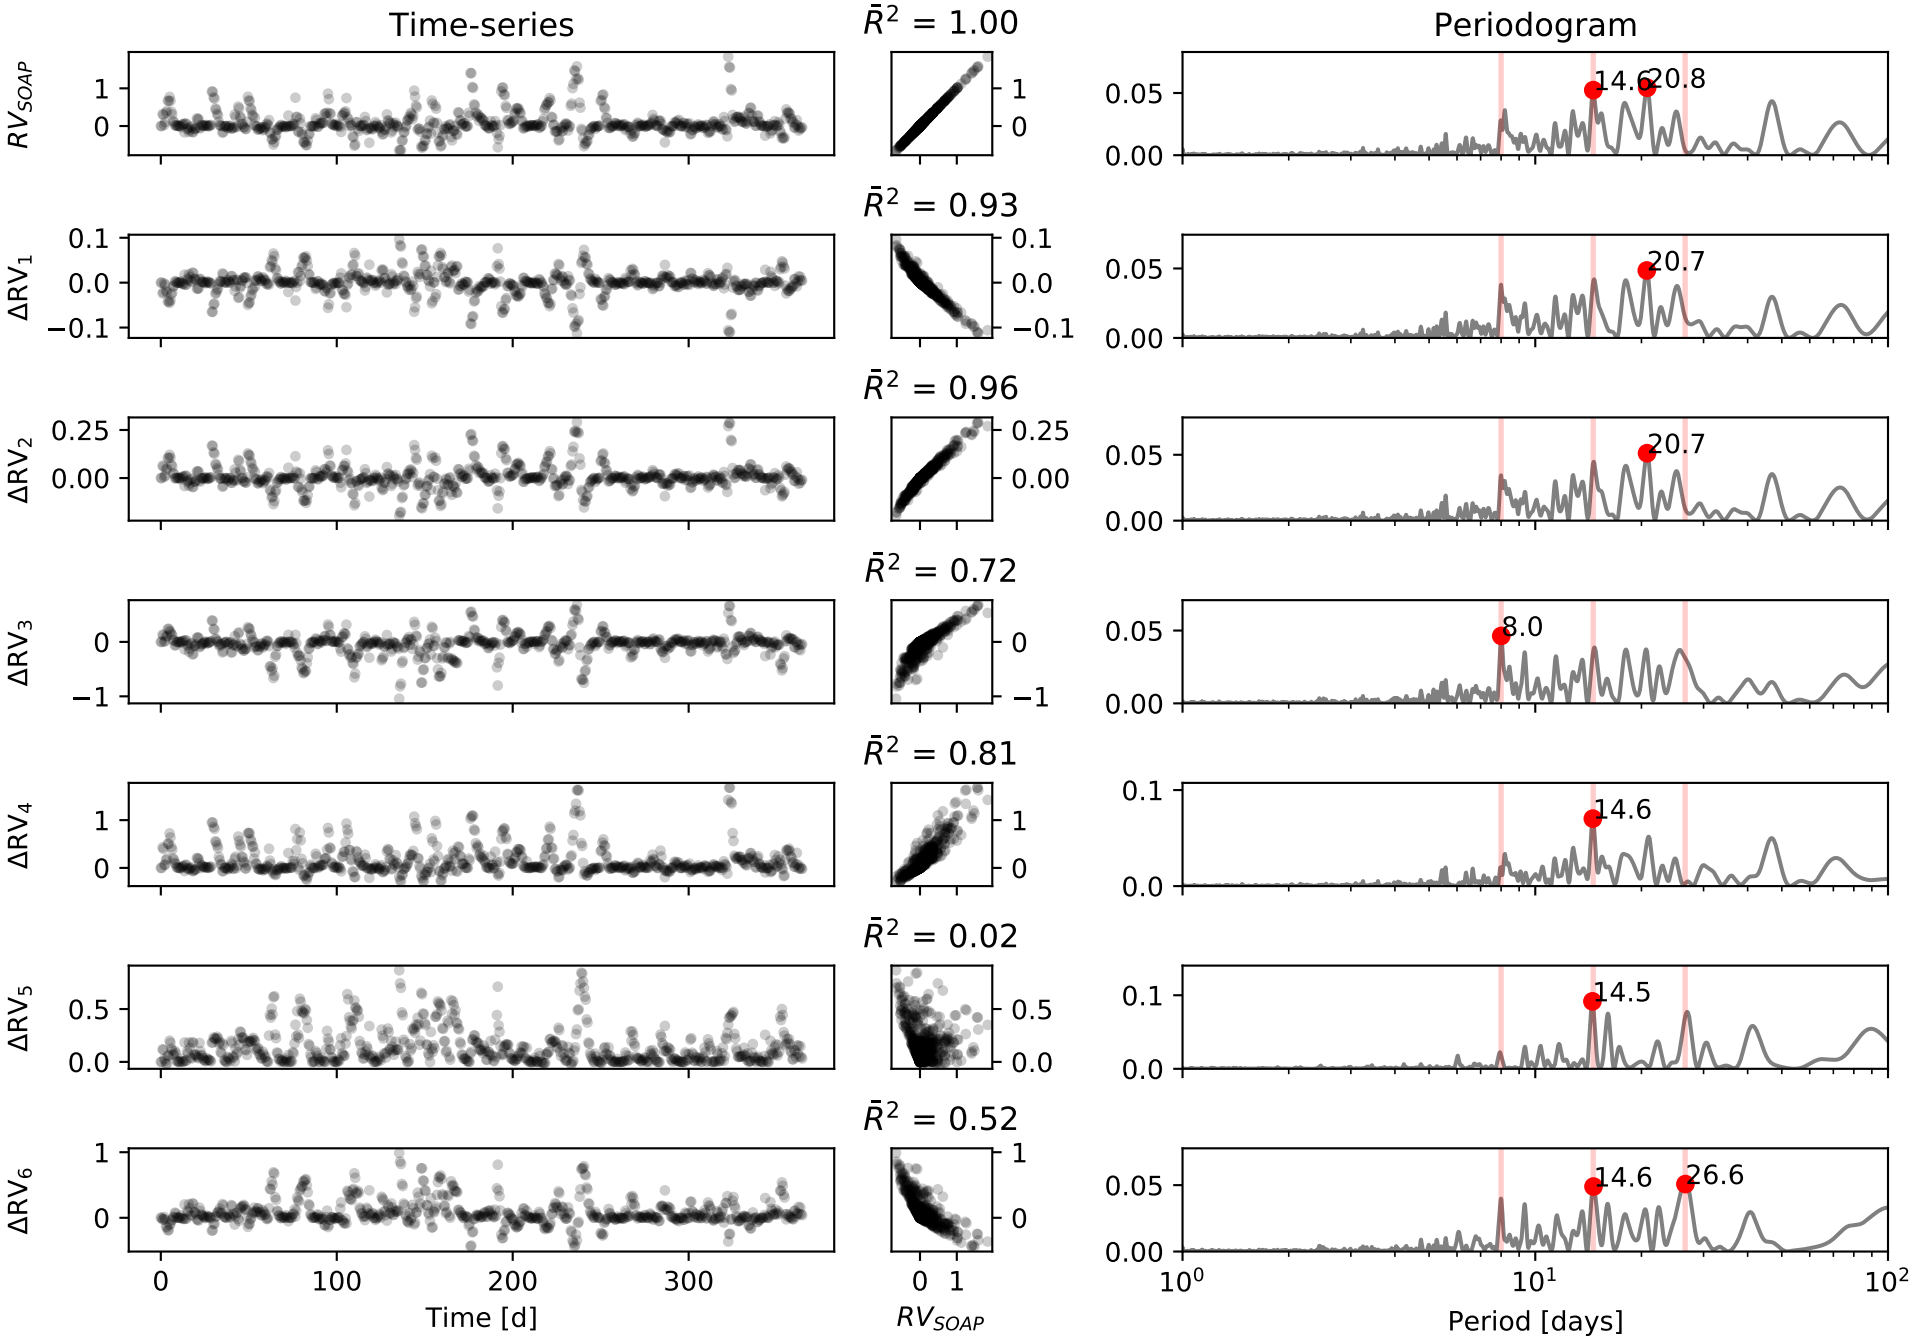 Time-series
R̄² = 1.00
Periodogram
RV_SOAP
1
0
1
0
0.05
0.00
14.6
20.8
R̄² = 0.93
ΔRV₁
0.1
0.0
−0.1
0.1
0.0
−0.1
0.05
0.00
20.7
R̄² = 0.96
ΔRV₂
0.25
0.00
0.25
0.00
0.05
0.00
20.7
R̄² = 0.72
ΔRV₃
0
−1
0
−1
0.05
0.00
8.0
R̄² = 0.81
ΔRV₄
1
0
1
0
0.1
0.0
14.6
R̄² = 0.02
ΔRV₅
0.5
0.0
0.5
0.0
0.1
0.0
14.5
R̄² = 0.52
ΔRV₆
1
0
1
0
0.05
0.00
14.6
26.6
0 100 200 300
0 1
10⁰ 10¹ 10²
Time [d]
RV_SOAP
Period [days]